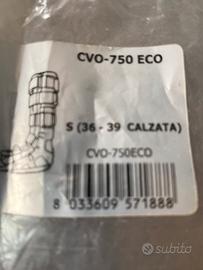 CVO-750 ECO
S (36 - 39 CALZATA)
CVO-750ECO
8 033609 571888
subito